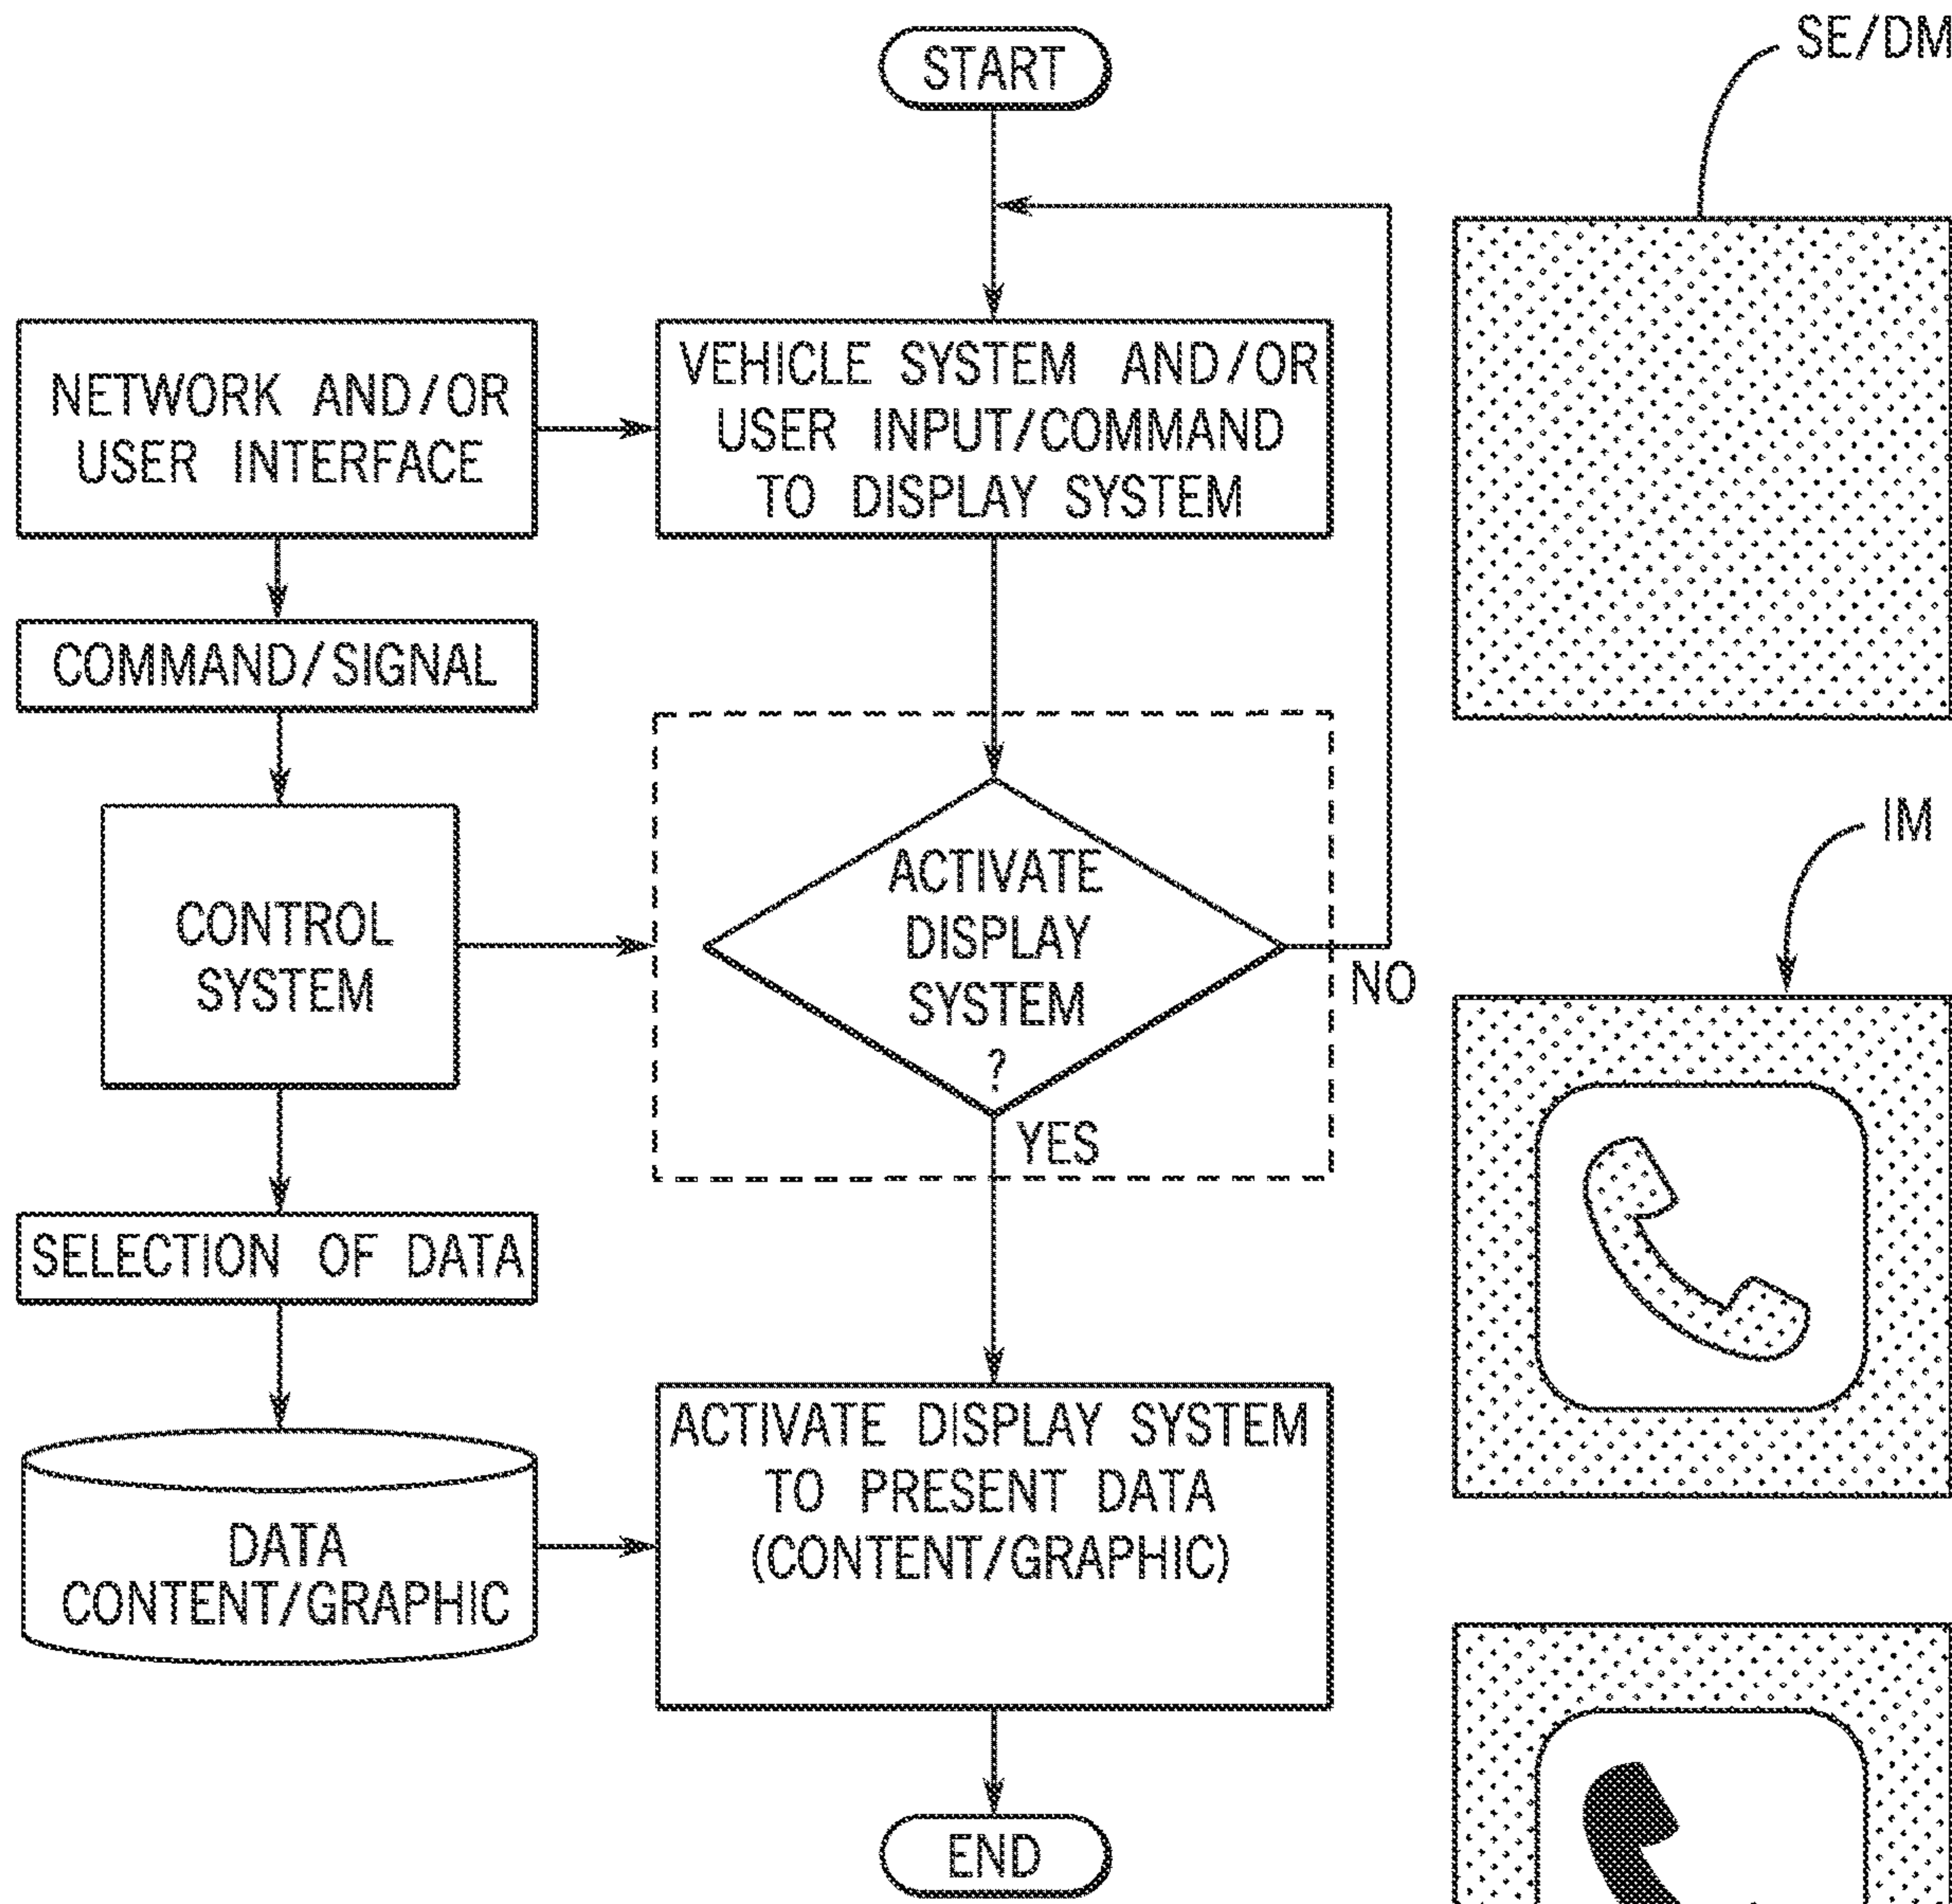 START
SE/DM
NETWORK AND/OR
USER INTERFACE
VEHICLE SYSTEM AND/OR
USER INPUT/COMMAND
TO DISPLAY SYSTEM
COMMAND/SIGNAL
CONTROL
SYSTEM
ACTIVATE
DISPLAY
SYSTEM
?
NO
YES
IM
SELECTION OF DATA
DATA
CONTENT/GRAPHIC
ACTIVATE DISPLAY SYSTEM
TO PRESENT DATA
(CONTENT/GRAPHIC)
END